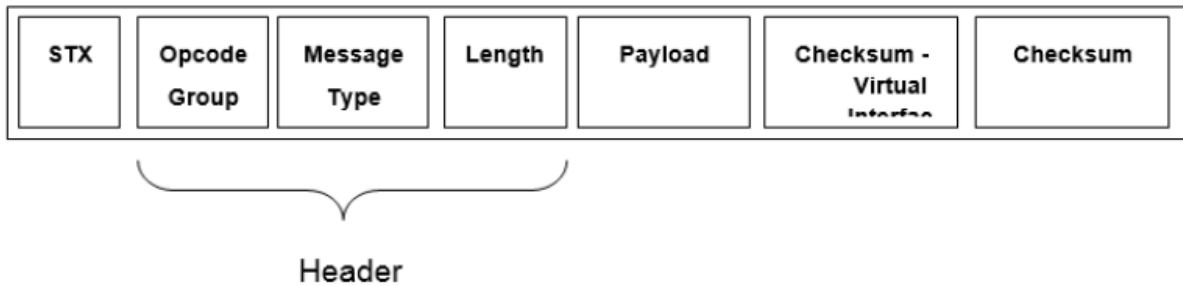 STX
Opcode
Group
Message
Type
Length
Payload
Checksum -
Virtual
Checksum
Header